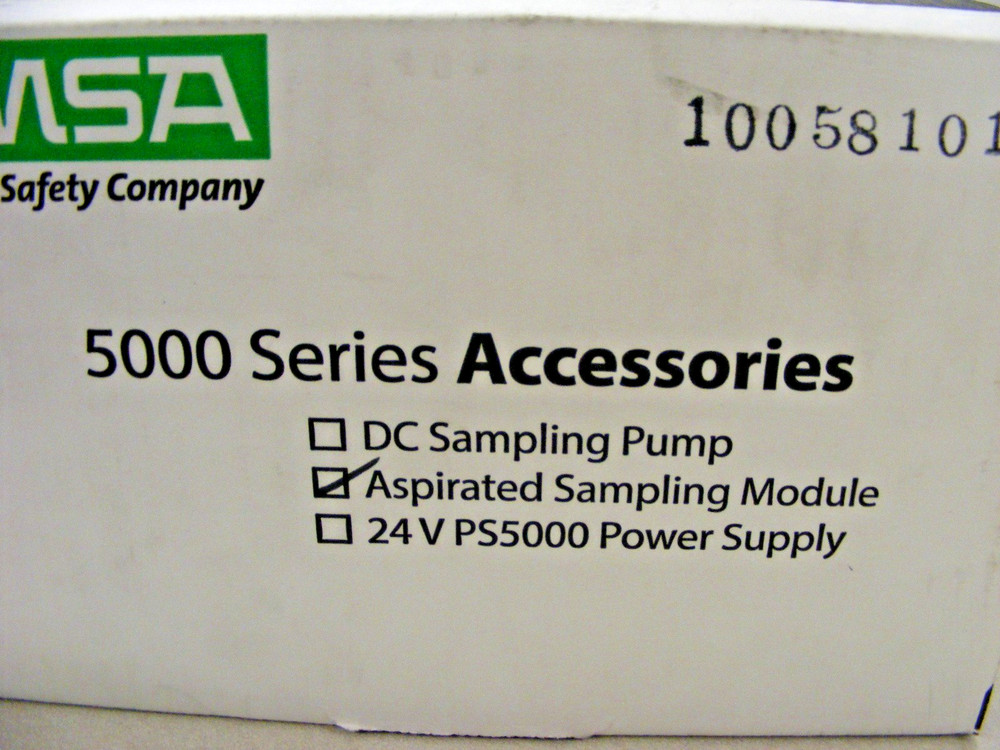 MSA
Safety Company
10058101
5000 Series Accessories
DC Sampling Pump
Aspirated Sampling Module
24 V PS5000 Power Supply